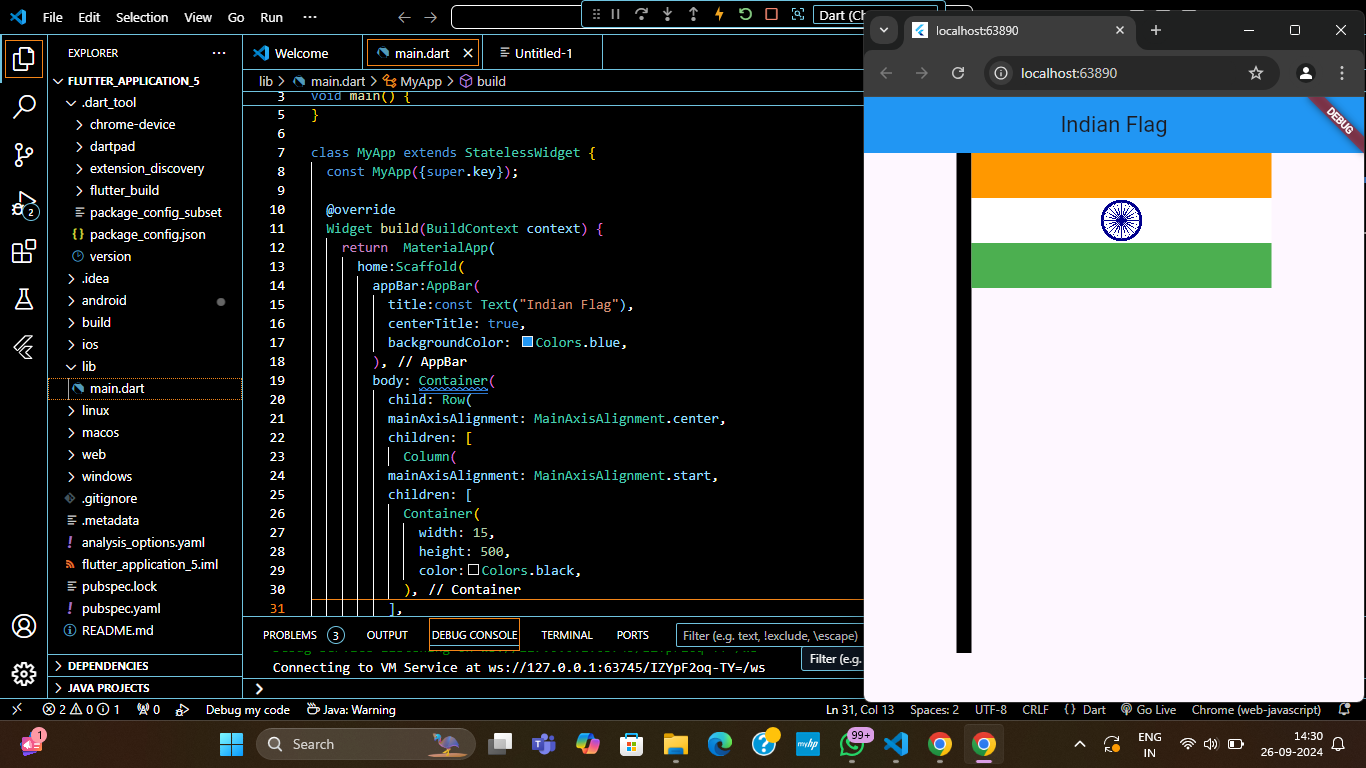 File Edit Selection View Go Run ···
Dart (Ch
EXPLORER ···
FLUTTER_APPLICATION_5
.dart_tool
chrome-device
dartpad
extension_discovery
flutter_build
package_config_subset
{} package_config.json
version
.idea
android
build
ios
lib
main.dart
linux
macos
web
windows
.gitignore
.metadata
! analysis_options.yaml
flutter_application_5.iml
pubspec.lock
! pubspec.yaml
README.md
DEPENDENCIES
JAVA PROJECTS
2
Welcome
main.dart
Untitled-1
lib > main.dart > MyApp > build
3 void main() {
5 }
6
7 class MyApp extends StatelessWidget {
8 const MyApp({super.key});
9
10 @override
11 Widget build(BuildContext context) {
12 return  MaterialApp(
13 home:Scaffold(
14 appBar:AppBar(
15 title:const Text("Indian Flag"),
16 centerTitle: true,
17 backgroundColor: Colors.blue,
18 ), // AppBar
19 body: Container(
20 child: Row(
21 mainAxisAlignment: MainAxisAlignment.center,
22 children: [
23 Column(
24 mainAxisAlignment: MainAxisAlignment.start,
25 children: [
26 Container(
27 width: 15,
28 height: 500,
29 color: Colors.black,
30 ), // Container
31 ],
PROBLEMS 3 OUTPUT DEBUG CONSOLE TERMINAL PORTS
Filter (e.g. text, !exclude, \escape)
Filter (e.g.
Connecting to VM Service at ws://127.0.0.1:63745/IZYpF2oq-TY=/ws
localhost:63890
localhost:63890
Indian Flag
DEBUG
2 0 1 0 Debug my code Java: Warning
Ln 31, Col 13 Spaces: 2 UTF-8 CRLF {} Dart Go Live Chrome (web-javascript)
1
Search
myhp
99+
ENG
IN
14:30
26-09-2024